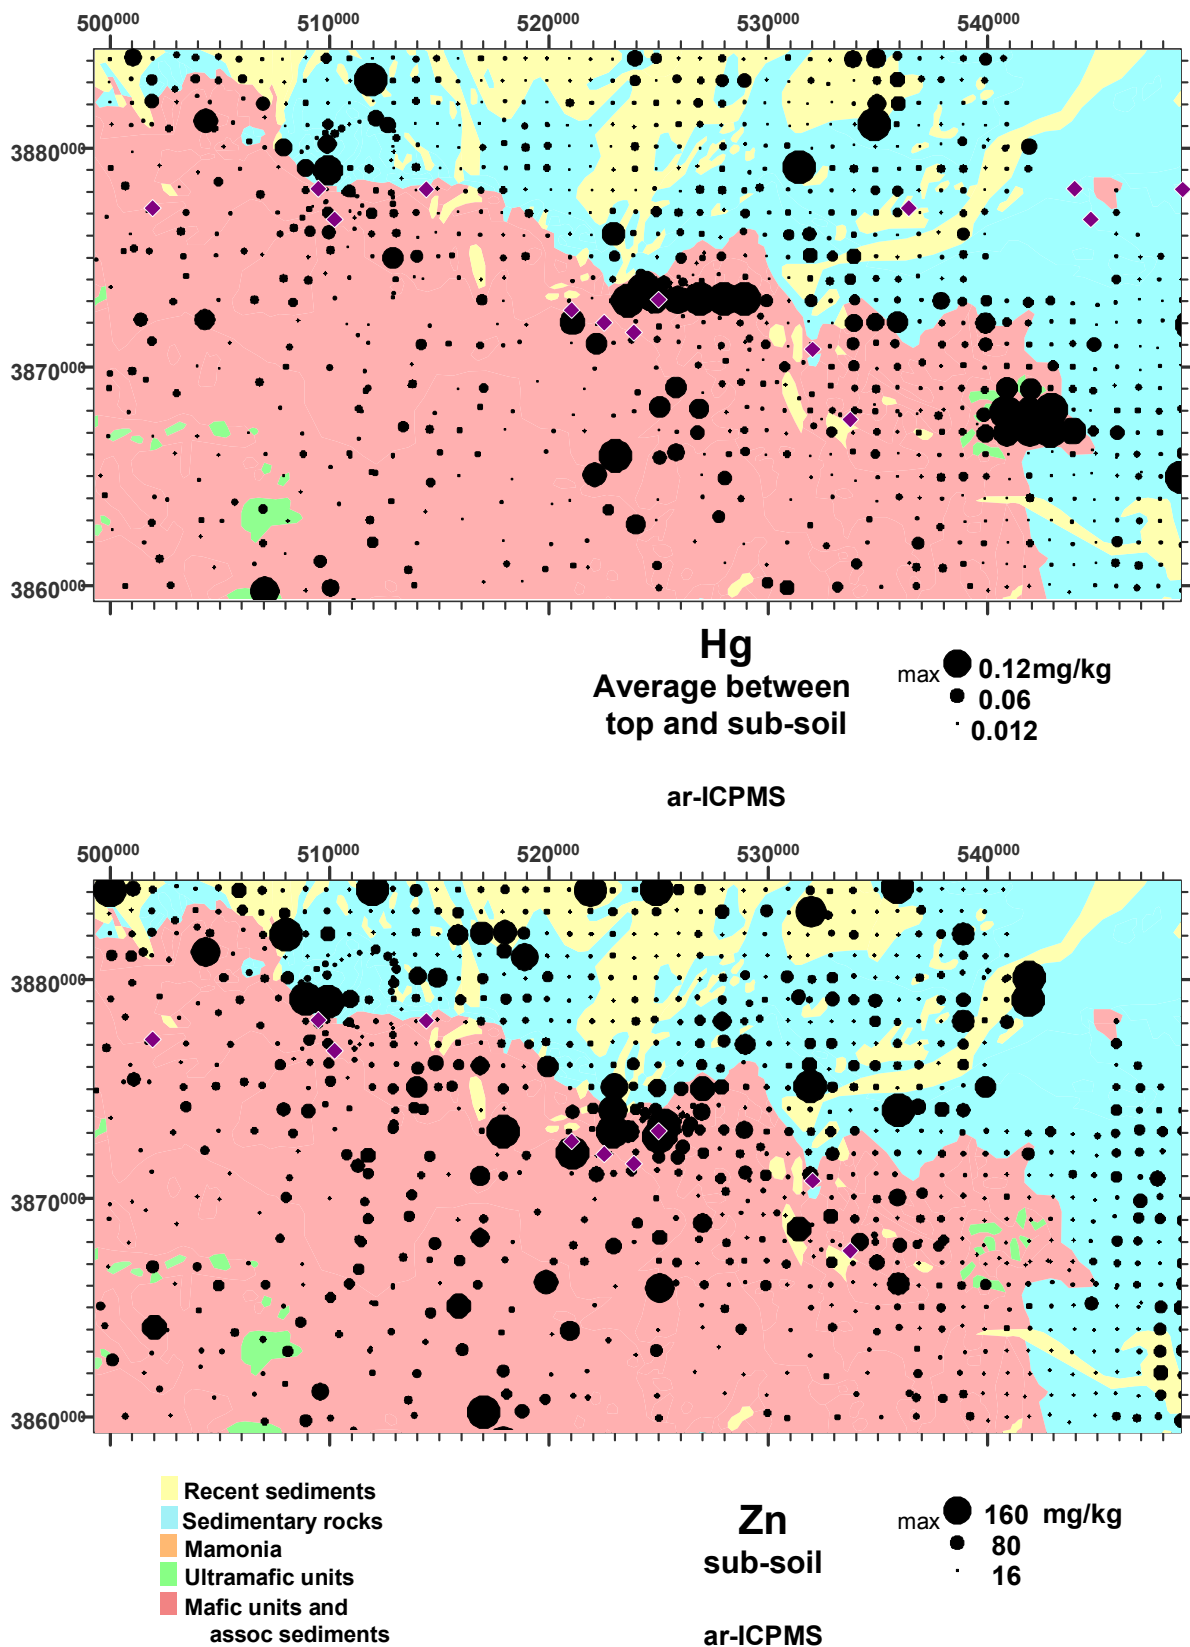 500000 510000 520000 530000 540000
3880000
3870000
3860000
Hg
Average between
top and sub-soil
max 0.12mg/kg
0.06
0.012
ar-ICPMS
500000 510000 520000 530000 540000
3880000
3870000
3860000
Recent sediments
Sedimentary rocks
Mamonia
Ultramafic units
Mafic units and
assoc sediments
Zn
sub-soil
max 160 mg/kg
80
16
ar-ICPMS